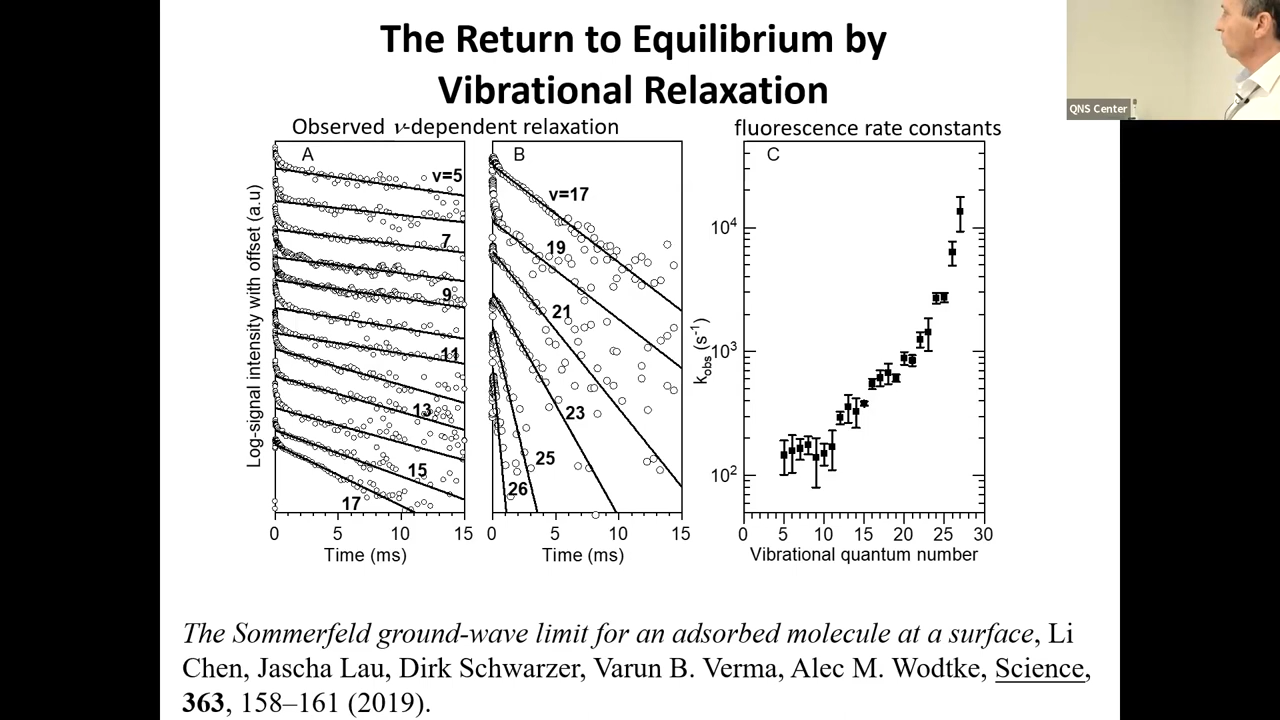 The Return to Equilibrium by
Vibrational Relaxation
QNS Center
Observed v-dependent relaxation
fluorescence rate constants
A
B
C
Log-signal intensity with offset (a.u)
v=5
7
9
11
13
15
17
0 5 10 15
Time (ms)
v=17
19
21
23
25
26
0 5 10 15
Time (ms)
k_obs (s⁻¹)
10⁴
10³
10²
0 5 10 15 20 25 30
Vibrational quantum number
The Sommerfeld ground-wave limit for an adsorbed molecule at a surface, Li
Chen, Jascha Lau, Dirk Schwarzer, Varun B. Verma, Alec M. Wodtke, Science,
363, 158–161 (2019).